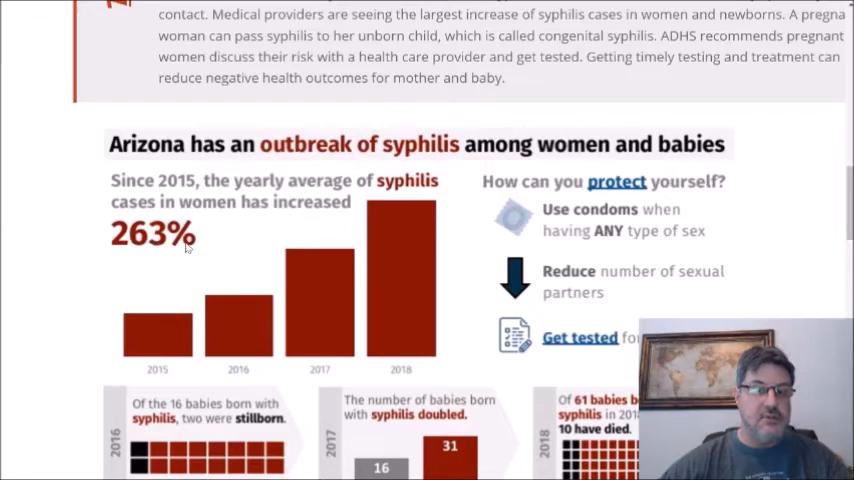 contact. Medical providers are seeing the largest increase of syphilis cases in women and newborns. A pregna
woman can pass syphilis to her unborn child, which is called congenital syphilis. ADHS recommends pregnant
women discuss their risk with a health care provider and get tested. Getting timely testing and treatment can
reduce negative health outcomes for mother and baby.
Arizona has an outbreak of syphilis among women and babies
Since 2015, the yearly average of syphilis
cases in women has increased
263%
2015
2016
2017
2018
How can you protect yourself?
Use condoms when
having ANY type of sex
Reduce number of sexual
partners
Get tested fo
2016
Of the 16 babies born with
syphilis, two were stillborn.
2017
The number of babies born
with syphilis doubled.
16
31
2018
Of 61 babies b
syphilis in 201
10 have died.